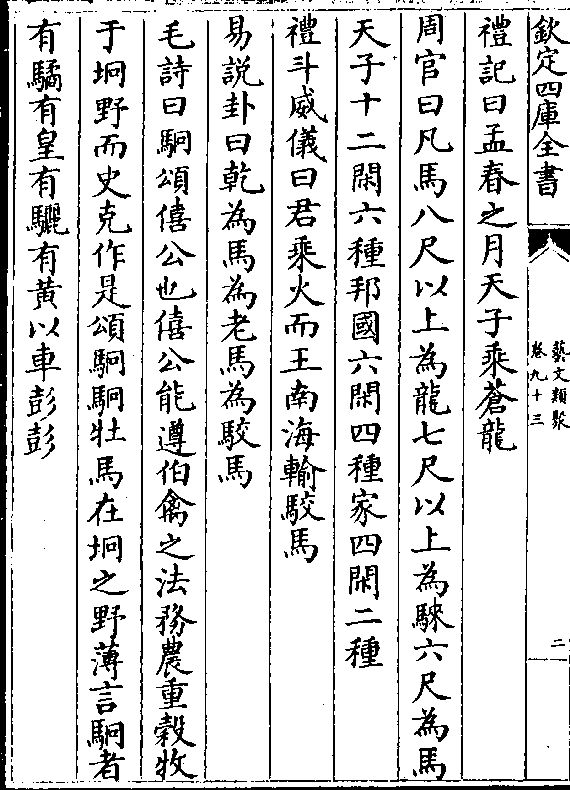 欽定四庫全書
藝文類聚
卷九十三
二
禮記曰孟春之月天子乘蒼龍
周官曰凡馬八尺以上為龍七尺以上為騋六尺為馬
天子十二閑六種邦國六閑四種家四閑二種
禮斗威儀曰君乘火而王南海輸駮馬
易說卦曰乾為馬為老馬為駮馬
毛詩曰駉頌僖公也僖公能遵伯禽之法務農重穀牧
于坰野而史克作是頌駉駉牡馬在坰之野薄言駉者
有驈有皇有驪有黃以車彭彭